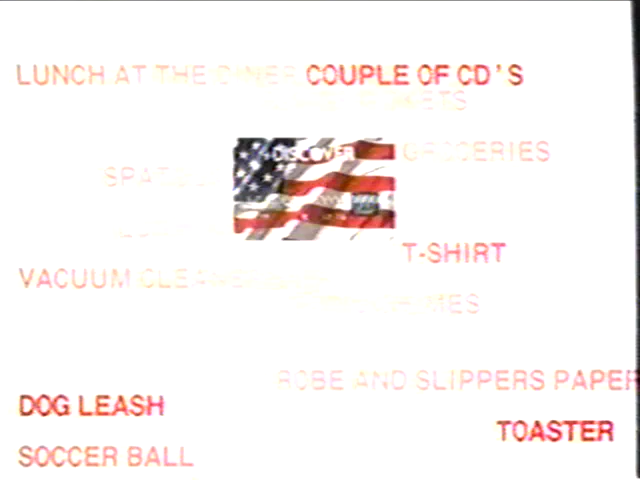 LUNCH AT THE DINER COUPLE OF CD'S
DISCOVER
GROCERIES
T-SHIRT
VACUUM CLEANER
ROBE AND SLIPPERS PAPER
DOG LEASH
TOASTER
SOCCER BALL